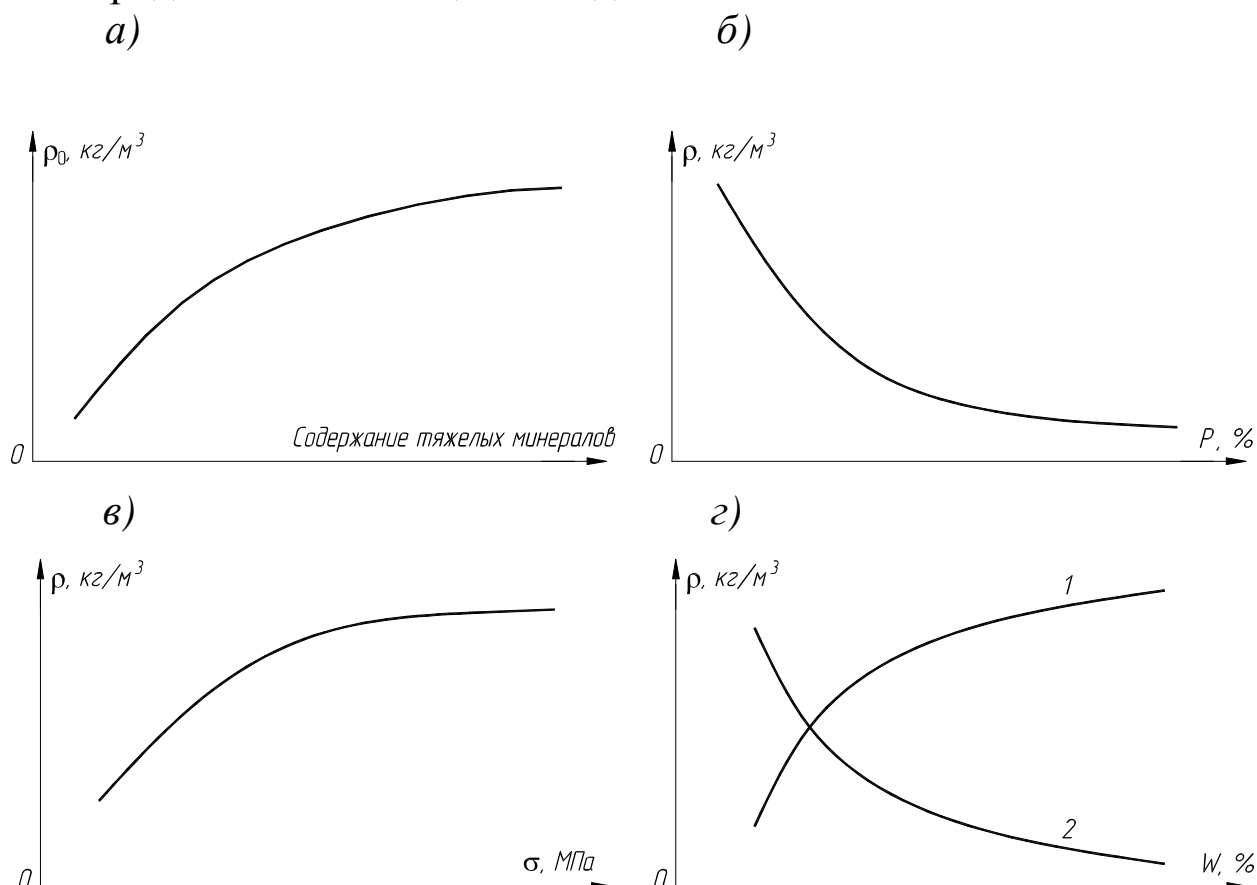 а)
б)
ρ₀, кг/м³
ρ, кг/м³
Содержание тяжелых минералов
0
P, %
0
в)
г)
ρ, кг/м³
ρ, кг/м³
1
2
σ, МПа
W, %
0
0